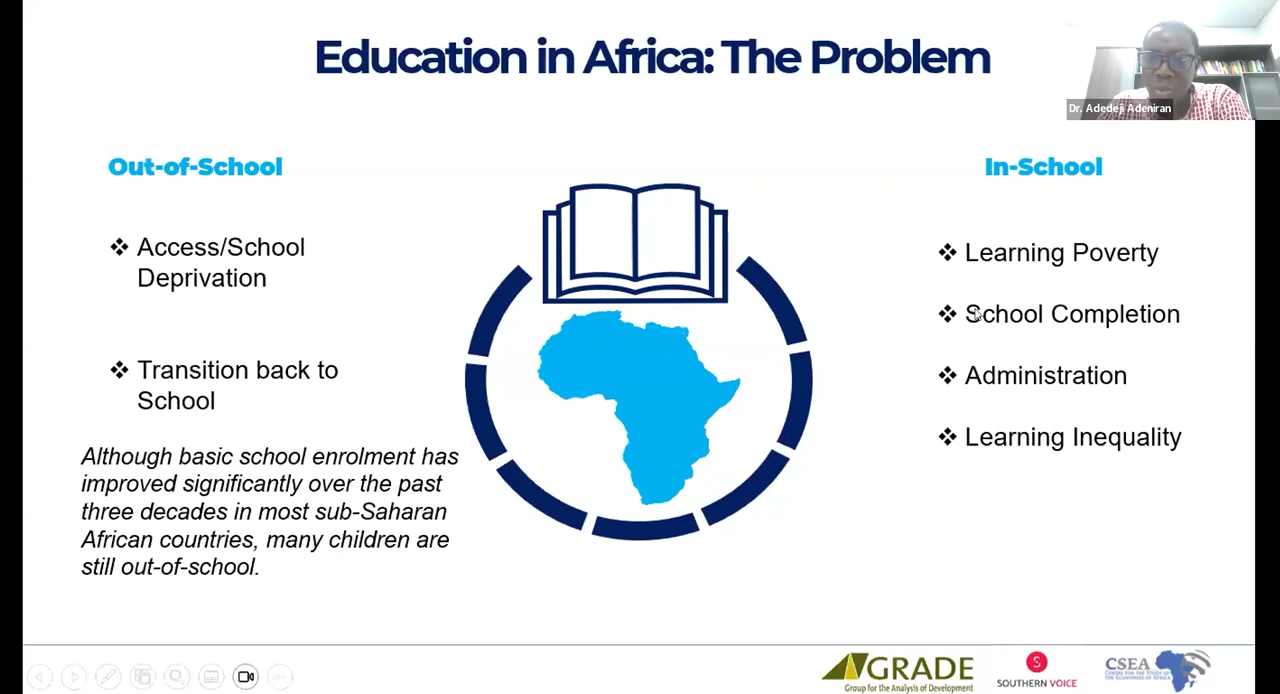 Education in Africa: The Problem
Dr. Adedeji Adeniran
Out-of-School
❖ Access/School
Deprivation
❖ Transition back to
School
Although basic school enrolment has
improved significantly over the past
three decades in most sub-Saharan
African countries, many children are
still out-of-school.
In-School
❖ Learning Poverty
❖ School Completion
❖ Administration
❖ Learning Inequality
GRADE
Group for the Analysis of Development
S
SOUTHERN VOICE
CSEA
CENTRE FOR THE STUDY OF
THE ECONOMIES OF AFRICA